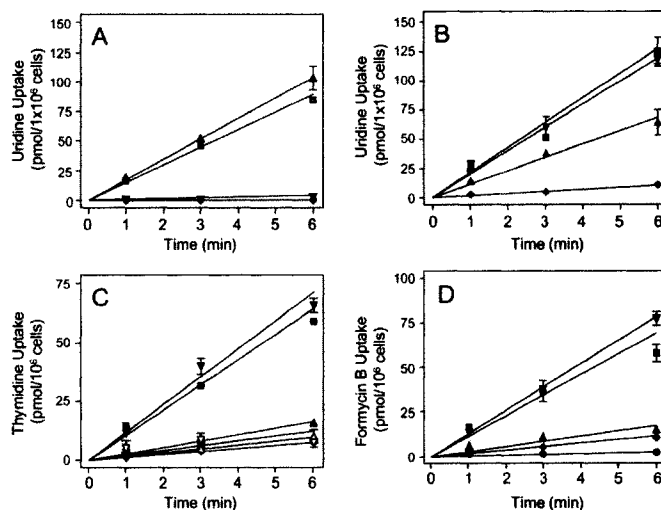 A
Uridine Uptake
(pmol/1x10⁶ cells)
150
125
100
75
50
25
0
0 1 2 3 4 5 6
Time (min)
B
Uridine Uptake
(pmol/1x10⁶ cells)
150
125
100
75
50
25
0
0 1 2 3 4 5 6
Time (min)
C
Thymidine Uptake
(pmol/10⁶ cells)
75
50
25
0
0 1 2 3 4 5 6
Time (min)
D
Formycin B Uptake
(pmol/10⁶ cells)
100
75
50
25
0
0 1 2 3 4 5 6
Time (min)